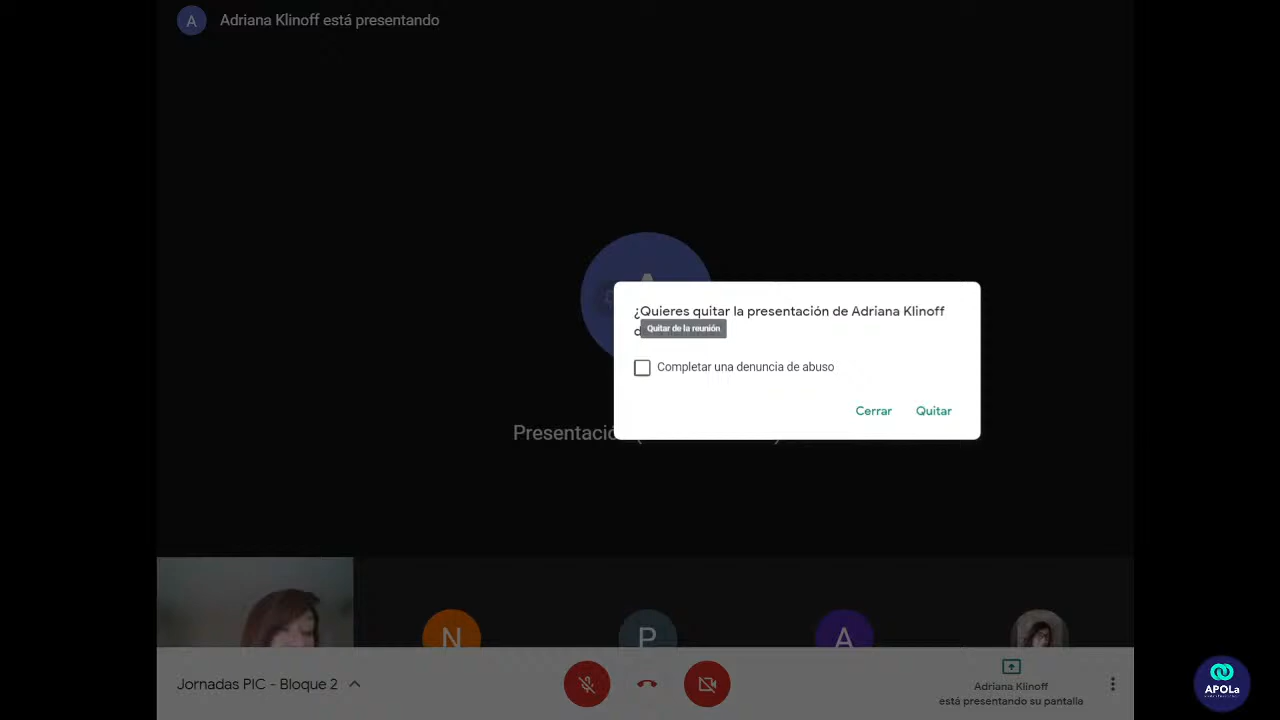 A
Adriana Klinoff está presentando
¿Quieres quitar la presentación de Adriana Klinoff
Quitar de la reunión
Completar una denuncia de abuso
Cerrar
Quitar
N
P
A
Jornadas PIC - Bloque 2
Adriana Klinoff
está presentando su pantalla
APOLa